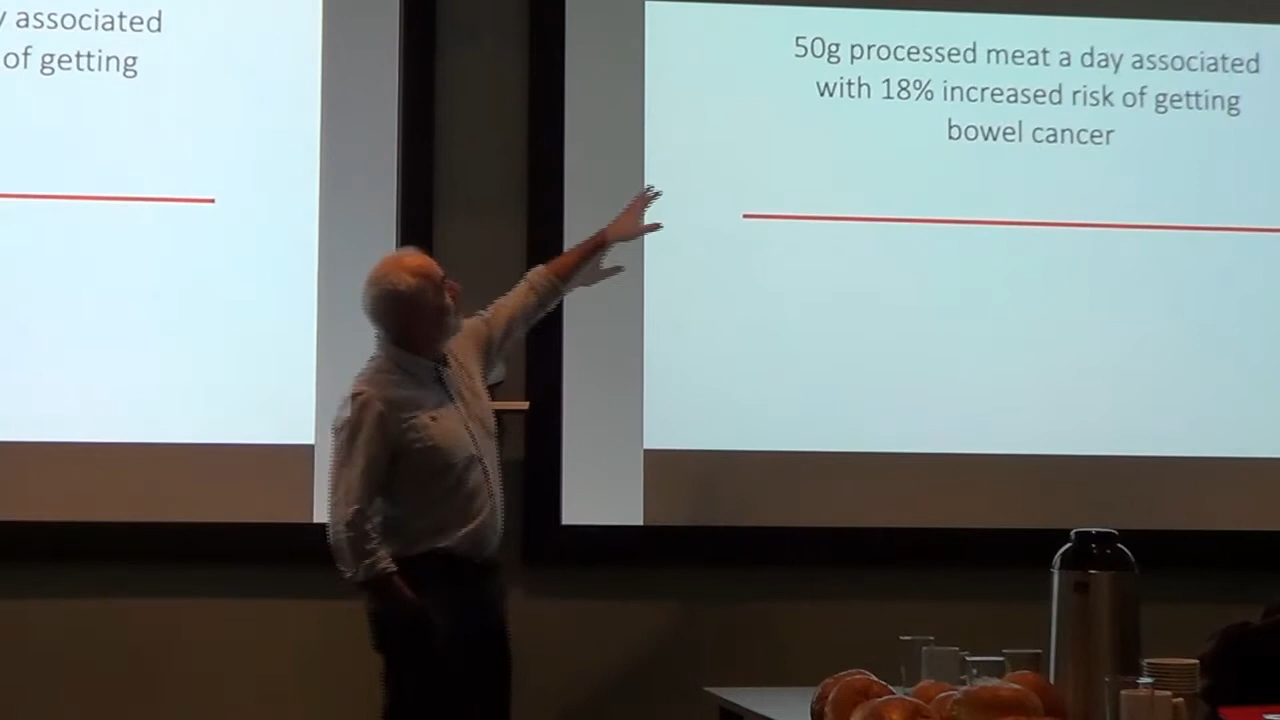 y associated
of getting
50g processed meat a day associated
with 18% increased risk of getting
bowel cancer